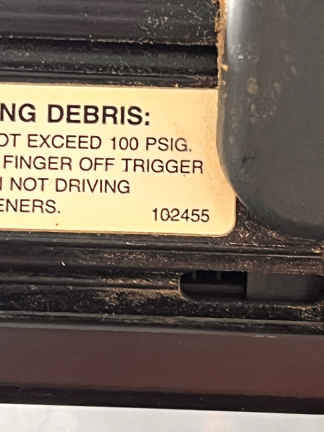 NG DEBRIS:
OT EXCEED 100 PSIG.
FINGER OFF TRIGGER
N NOT DRIVING
ENERS.
102455